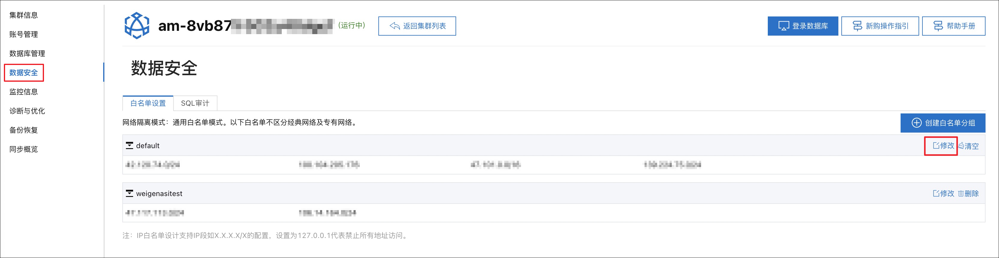 集群信息
账号管理
数据库管理
数据安全
监控信息
诊断与优化
备份恢复
同步概览
am-8vb87 (运行中) 返回集群列表 登录数据库 新购操作指引 帮助手册
数据安全
白名单设置 SQL审计
网络隔离模式：通用白名单模式。以下白名单不区分经典网络及专有网络。 创建白名单分组
default 修改 清空
weigenasitest 修改 删除
注：IP白名单设计支持IP段如X.X.X.X/X的配置，设置为127.0.0.1代表禁止所有地址访问。